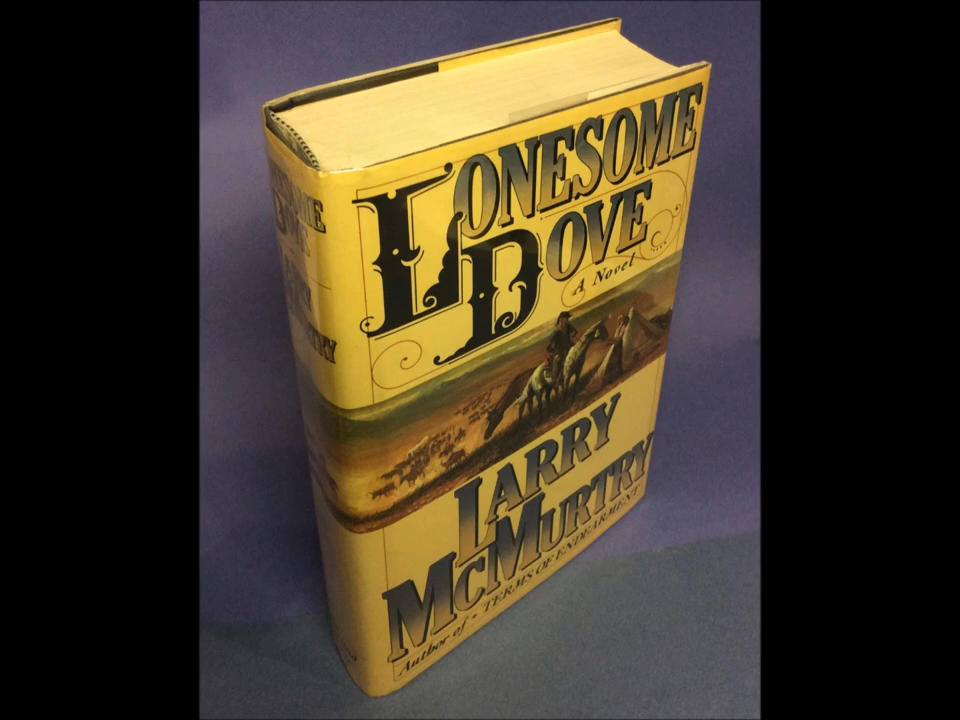 LONESOME
DOVE
A Novel
LARRY
MCMURTRY
Author of • TERMS OF ENDEARMENT